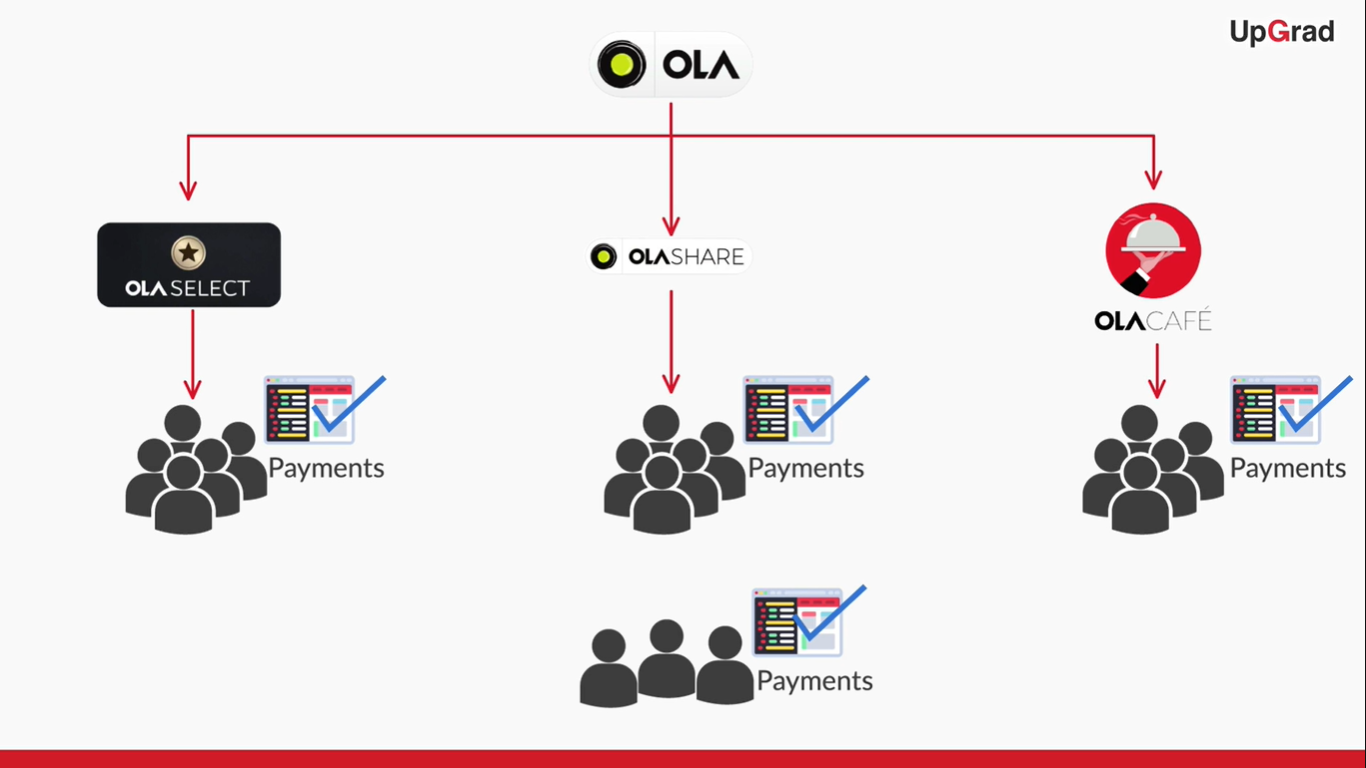 UpGrad
OLA
OLA SELECT
OLASHARE
OLACAFÉ
Payments
Payments
Payments
Payments